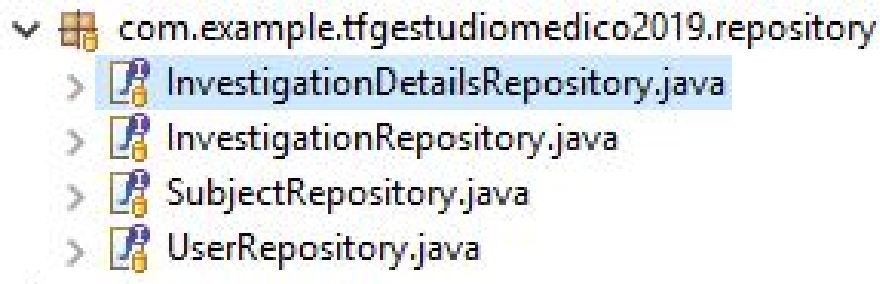 com.example.tfgestudiomedico2019.repository
InvestigationDetailsRepository.java
InvestigationRepository.java
SubjectRepository.java
UserRepository.java